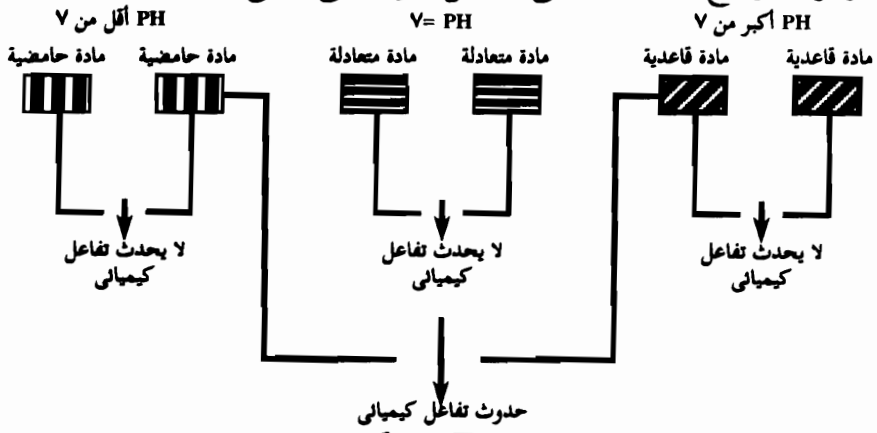 PH أكبر من ٧
PH =٧
PH أقل من ٧
مادة قاعدية
مادة قاعدية
مادة متعادلة
مادة متعادلة
مادة حامضية
مادة حامضية
لا يحدث تفاعل
كيميائى
لا يحدث تفاعل
كيميائى
لا يحدث تفاعل
كيميائى
حدوث تفاعل كيميائى